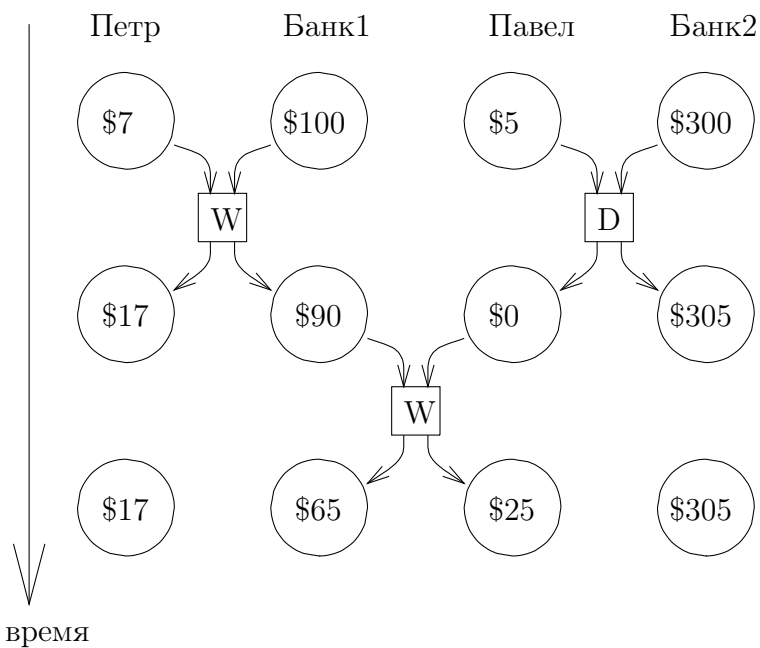 Петр Банк1 Павел Банк2
$7 $100 $5 $300
W D
$17 $90 $0 $305
W
$17 $65 $25 $305
время